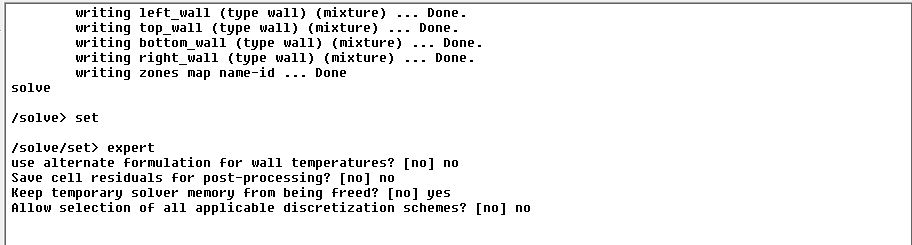 writing left_wall (type wall) (mixture) ... Done.
writing top_wall (type wall) (mixture) ... Done.
writing bottom_wall (type wall) (mixture) ... Done.
writing right_wall (type wall) (mixture) ... Done.
writing zones map name-id ... Done
solve
/solve> set
/solve/set> expert
use alternate formulation for wall temperatures? [no] no
Save cell residuals for post-processing? [no] no
Keep temporary solver memory from being freed? [no] yes
Allow selection of all applicable discretization schemes? [no] no